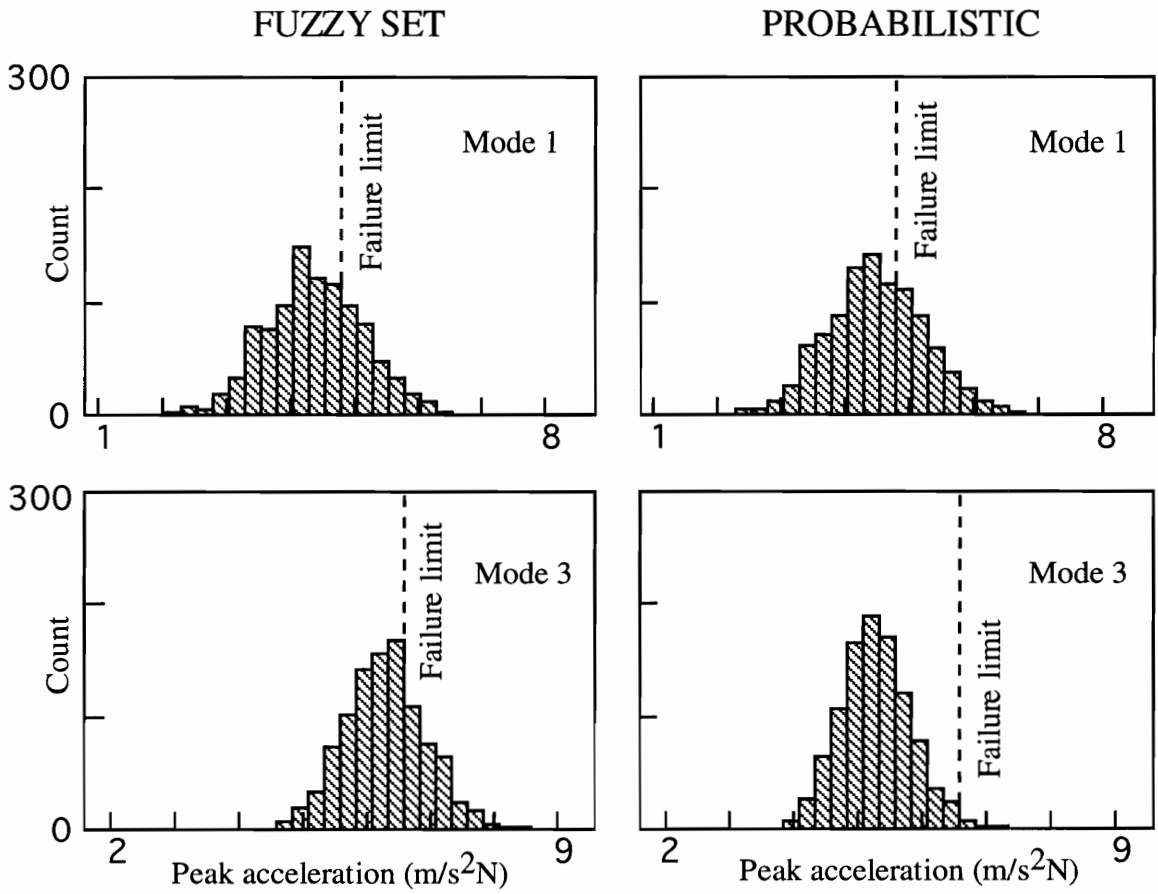 FUZZY SET
PROBABILISTIC
300
Mode 1
Failure limit
Count
0
1
8
Mode 1
Failure limit
1
8
300
Mode 3
Failure limit
Count
0
2
9
Peak acceleration (m/s²N)
Mode 3
Failure limit
2
9
Peak acceleration (m/s²N)